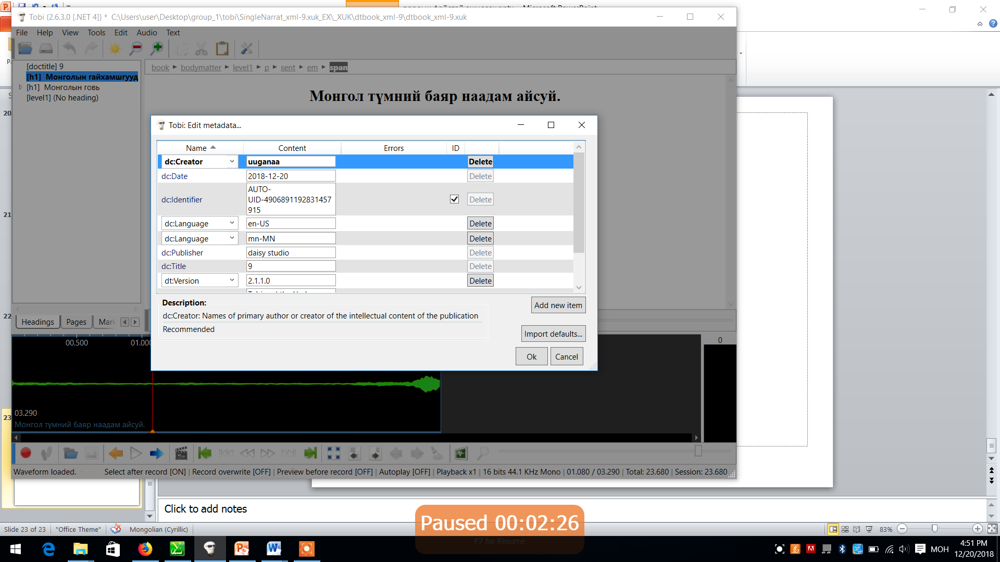 Tobi {2.6.3.0 [.NET 4]} * C:\Users\user\Desktop\group_1\tobi\SingleNarrat_xml-9.xuk_EX\_XUK\dtbook_xml-9\dtbook_xml-9.xuk
File Help View Tools Edit Audio Text
[doctitle] 9
[h1] Монголын гайхамшгууд
[h1] Монголын говь
[level1] (No heading)
book bodymatter level1 p sent em span
Монгол түмний баяр наадам айсуй.
Tobi: Edit metadata...
Name Content Errors ID
dc:Creator uuganaa Delete
dc:Date 2018-12-20 Delete
dc:Identifier AUTO-
UID-4906891192831457
915 Delete
dc:Language en-US Delete
dc:Language mn-MN Delete
dc:Publisher daisy studio Delete
dc:Title 9 Delete
dt:Version 2.1.1.0 Delete
Description:
dc:Creator: Names of primary author or creator of the intellectual content of the publication
Recommended
Add new item
Import defaults...
Ok Cancel
20
21
22
23
Headings Pages Mark
00.500 01.000
0
03.290
Монгол түмний баяр наадам айсуй.
Waveform loaded. Select after record [ON] | Record overwrite [OFF] | Preview before record [OFF] | Autoplay [OFF] | Playback x1 | 16 bits 44.1 KHz Mono | 01.080 / 03.290 | Total: 23.680 | Session: 23.680
Click to add notes
Paused 00:02:26
F7 for Resume
Slide 23 of 23 "Office Theme" Mongolian (Cyrillic) 83%
МОН
4:51 PM
12/20/2018